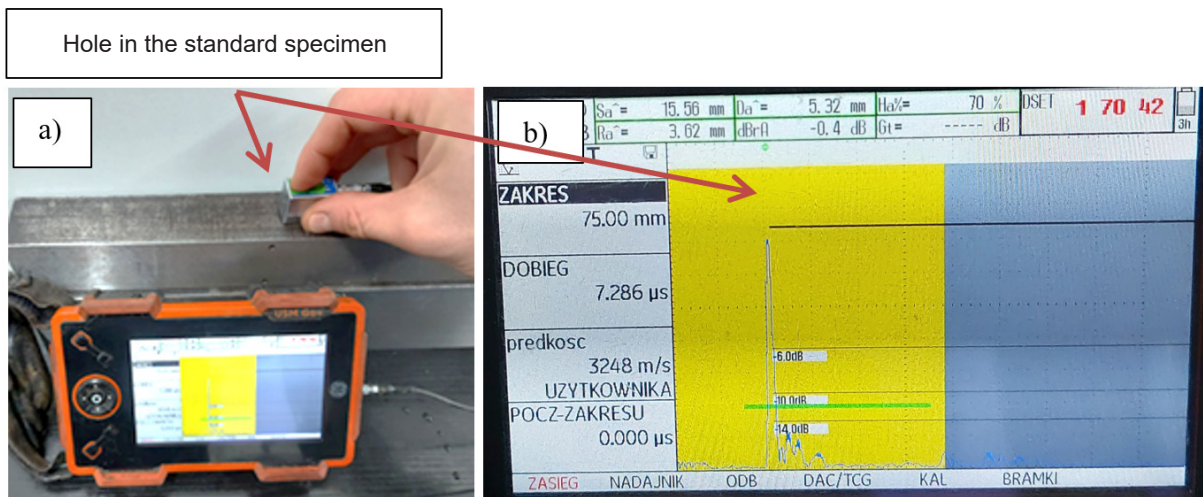 Hole in the standard specimen
a)
USM Go+
b)
Sa^= 15.56 mm Da^= 5.32 mm Ha%= 70 % DSET 1 70 42
Ra^= 3.62 mm dBrA -0.4 dB Gt= ----- dB 3h
ZAKRES
75.00 mm
DOBIEG
7.286 µs
predkosc
3248 m/s
UZYTKOWNIKA
POCZ-ZAKRESU
0.000 µs
-6.0dB
-10.0dB
-14.0dB
ZASIEG NADAJNIK ODB DAC/TCG KAL BRAMKI